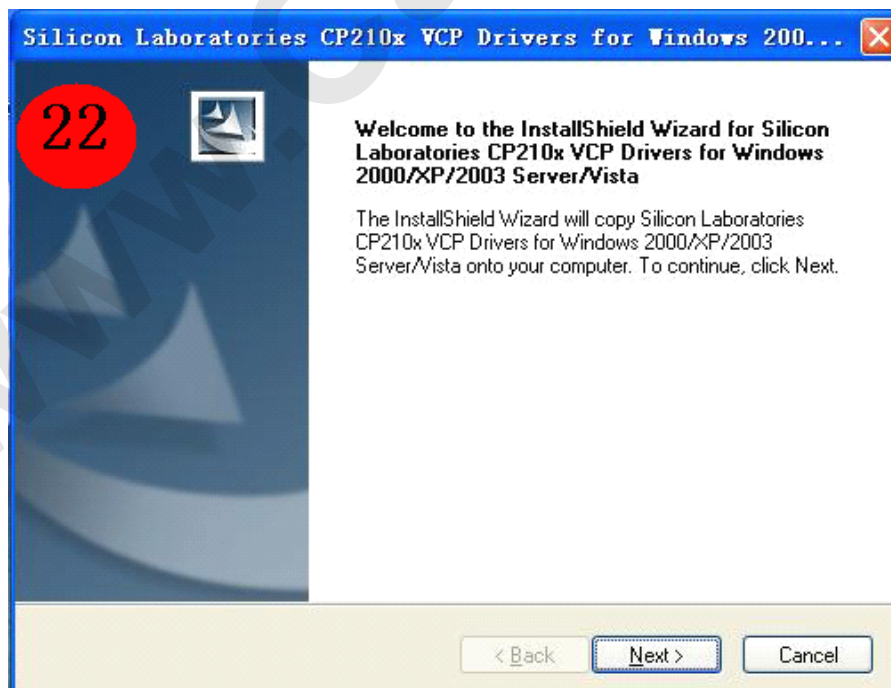 Silicon Laboratories CP210x VCP Drivers for Windows 200...
22
Welcome to the InstallShield Wizard for Silicon
Laboratories CP210x VCP Drivers for Windows
2000/XP/2003 Server/Vista
The InstallShield Wizard will copy Silicon Laboratories
CP210x VCP Drivers for Windows 2000/XP/2003
Server/Vista onto your computer. To continue, click Next.
< Back Next > Cancel